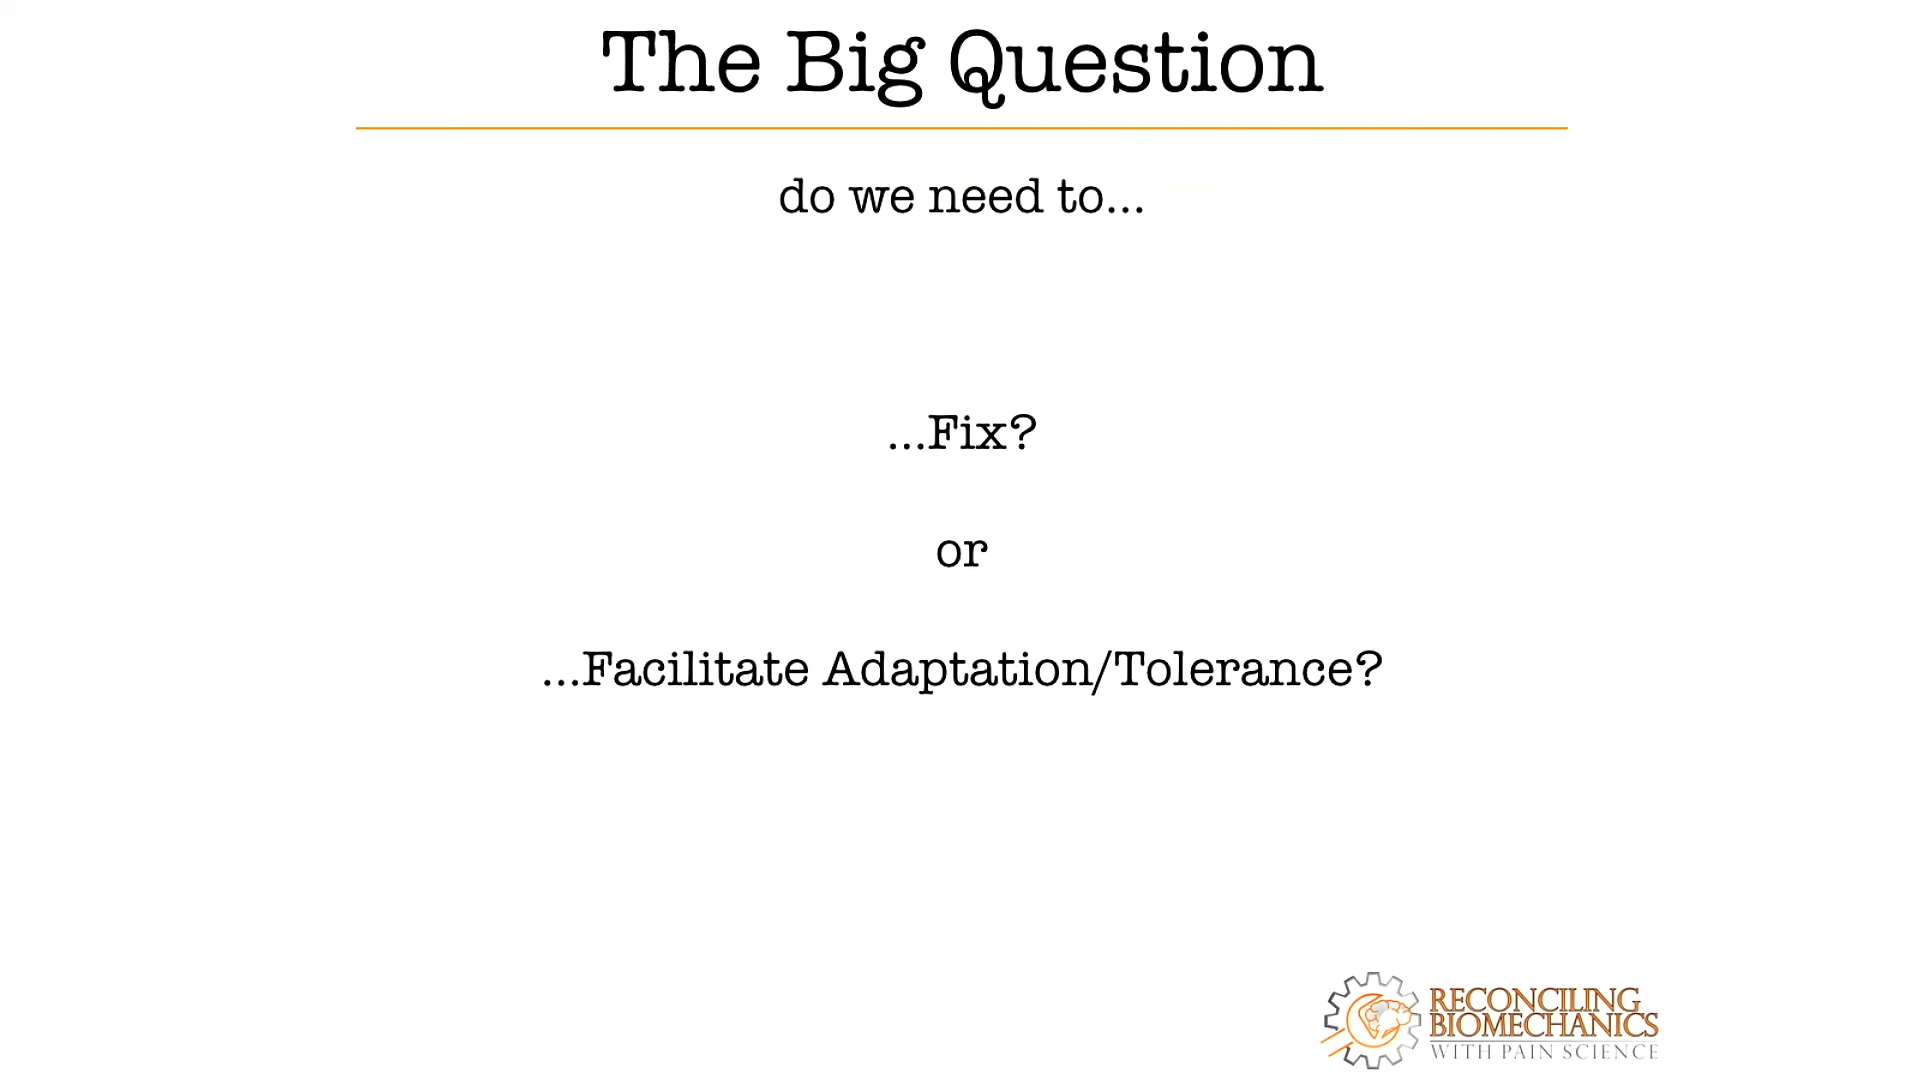 The Big Question
do we need to...
...Fix?
or
...Facilitate Adaptation/Tolerance?
RECONCILING
BIOMECHANICS
WITH PAIN SCIENCE